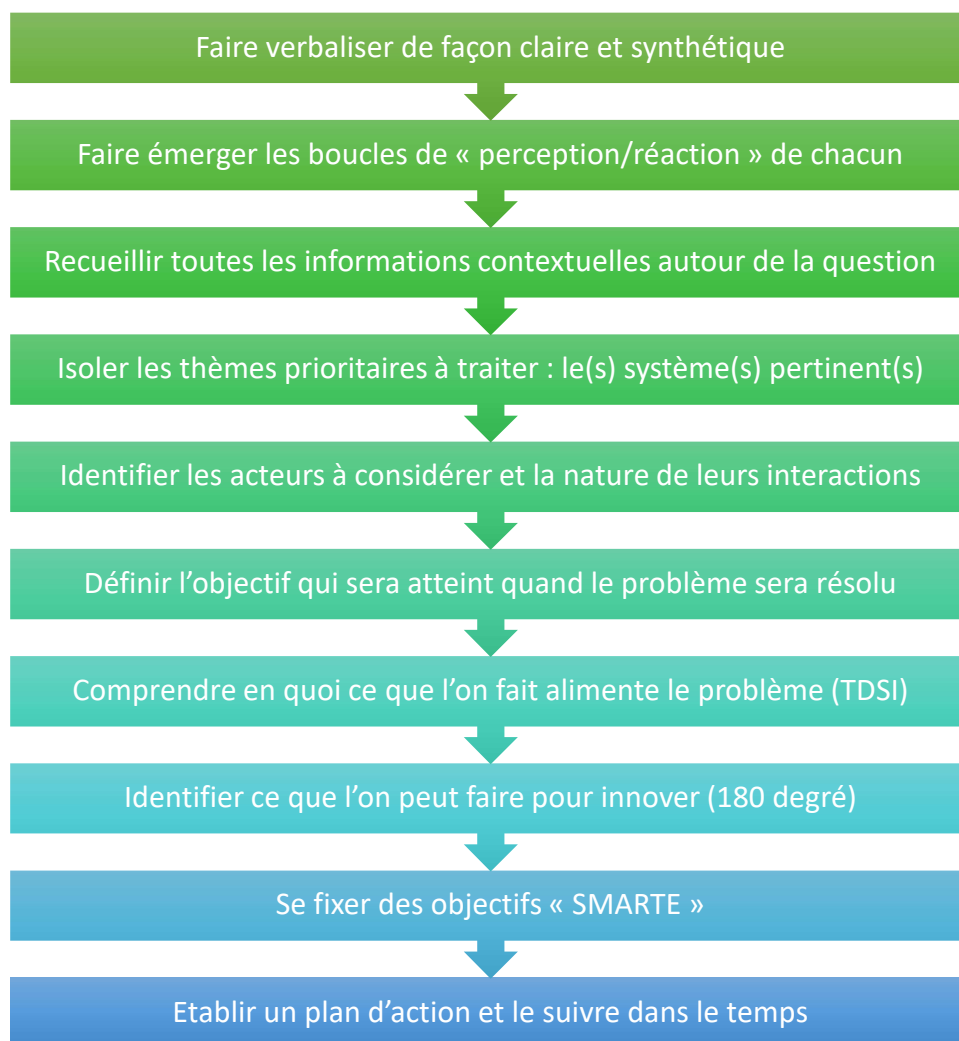 Faire verbaliser de façon claire et synthétique
Faire émerger les boucles de « perception/réaction » de chacun
Recueillir toutes les informations contextuelles autour de la question
Isoler les thèmes prioritaires à traiter : le(s) système(s) pertinent(s)
Identifier les acteurs à considérer et la nature de leurs interactions
Définir l’objectif qui sera atteint quand le problème sera résolu
Comprendre en quoi ce que l’on fait alimente le problème (TDSI)
Identifier ce que l’on peut faire pour innover (180 degré)
Se fixer des objectifs « SMARTE »
Etablir un plan d’action et le suivre dans le temps